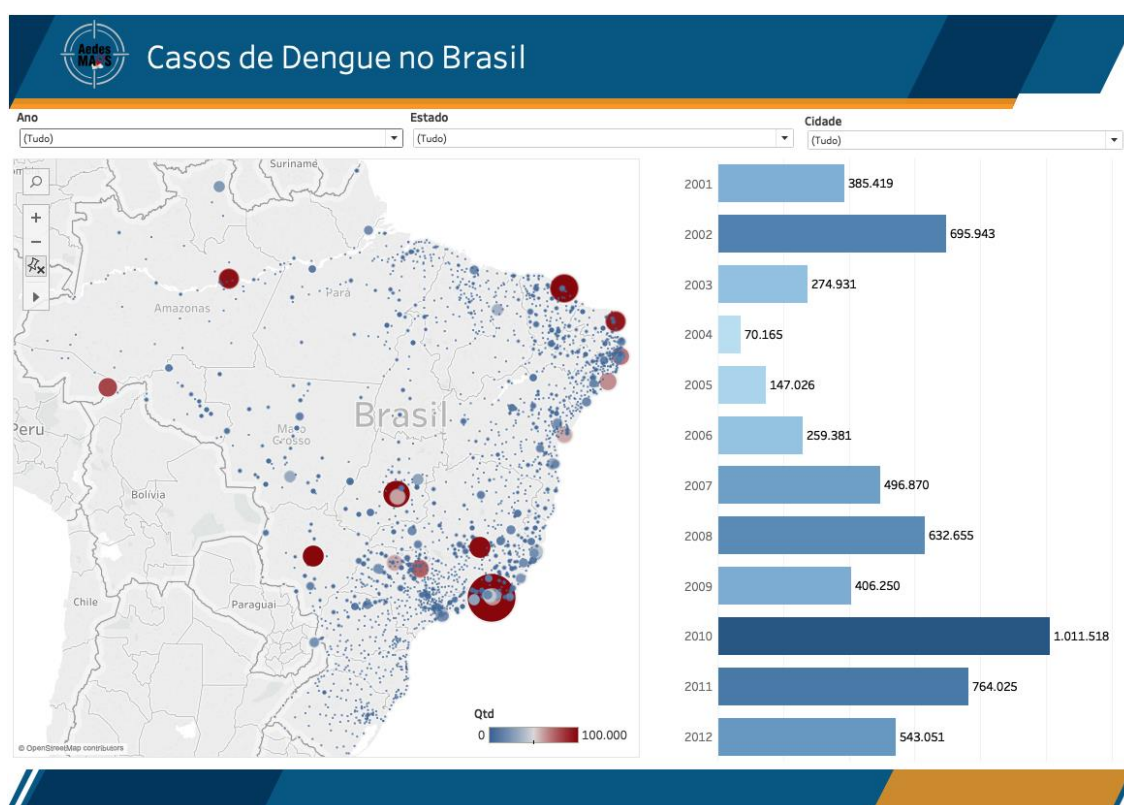 Aedes
Casos de Dengue no Brasil
Ano
Estado
Cidade
(Tudo)
(Tudo)
(Tudo)
Suriname
Pará
Amazonas
Brasil
Mato
Grosso
Peru
Bolívia
Chile
Paraguai
Qtd
0
100.000
© OpenStreetMap contributors
2001
385.419
2002
695.943
2003
274.931
2004
70.165
2005
147.026
2006
259.381
2007
496.870
2008
632.655
2009
406.250
2010
1.011.518
2011
764.025
2012
543.051